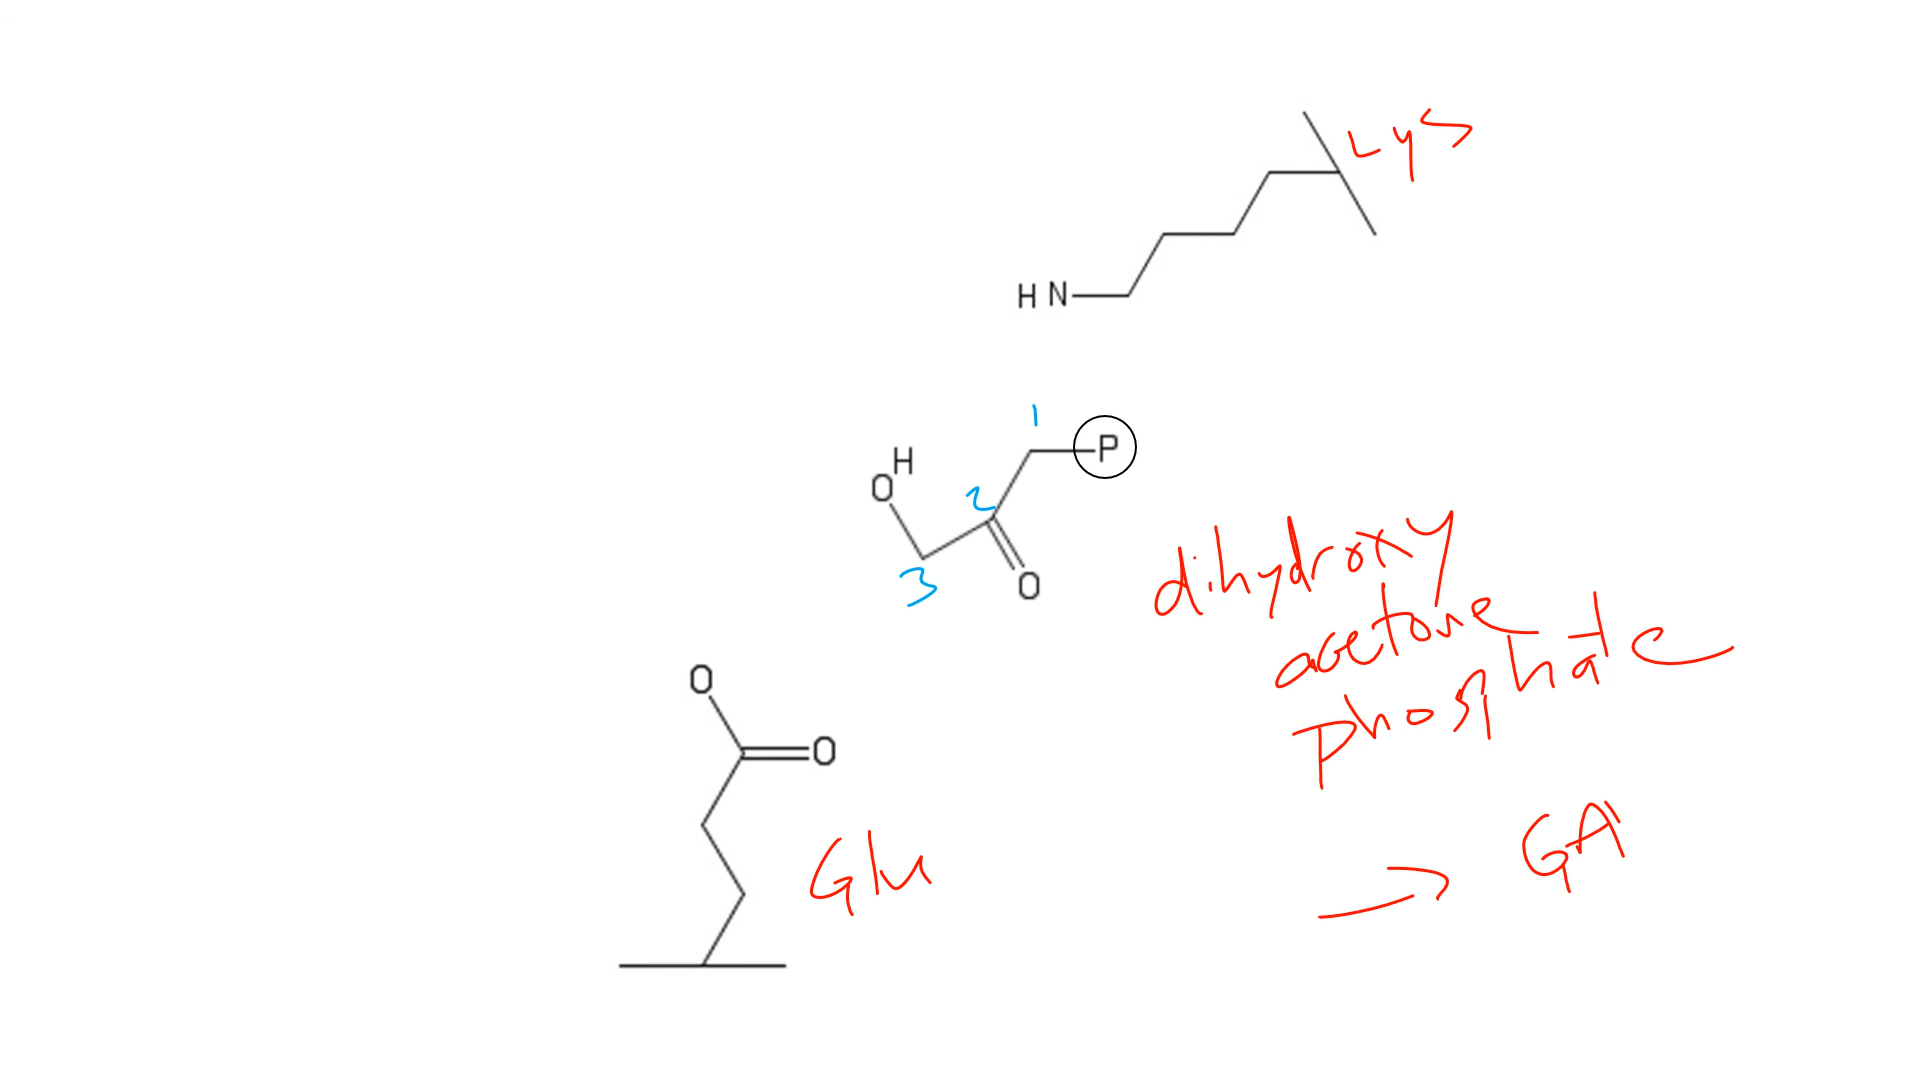 Lys
H N
1
P
H
O
2
3
O
dihydroxy
acetone
phosphate
O
O
Glu
→ GA